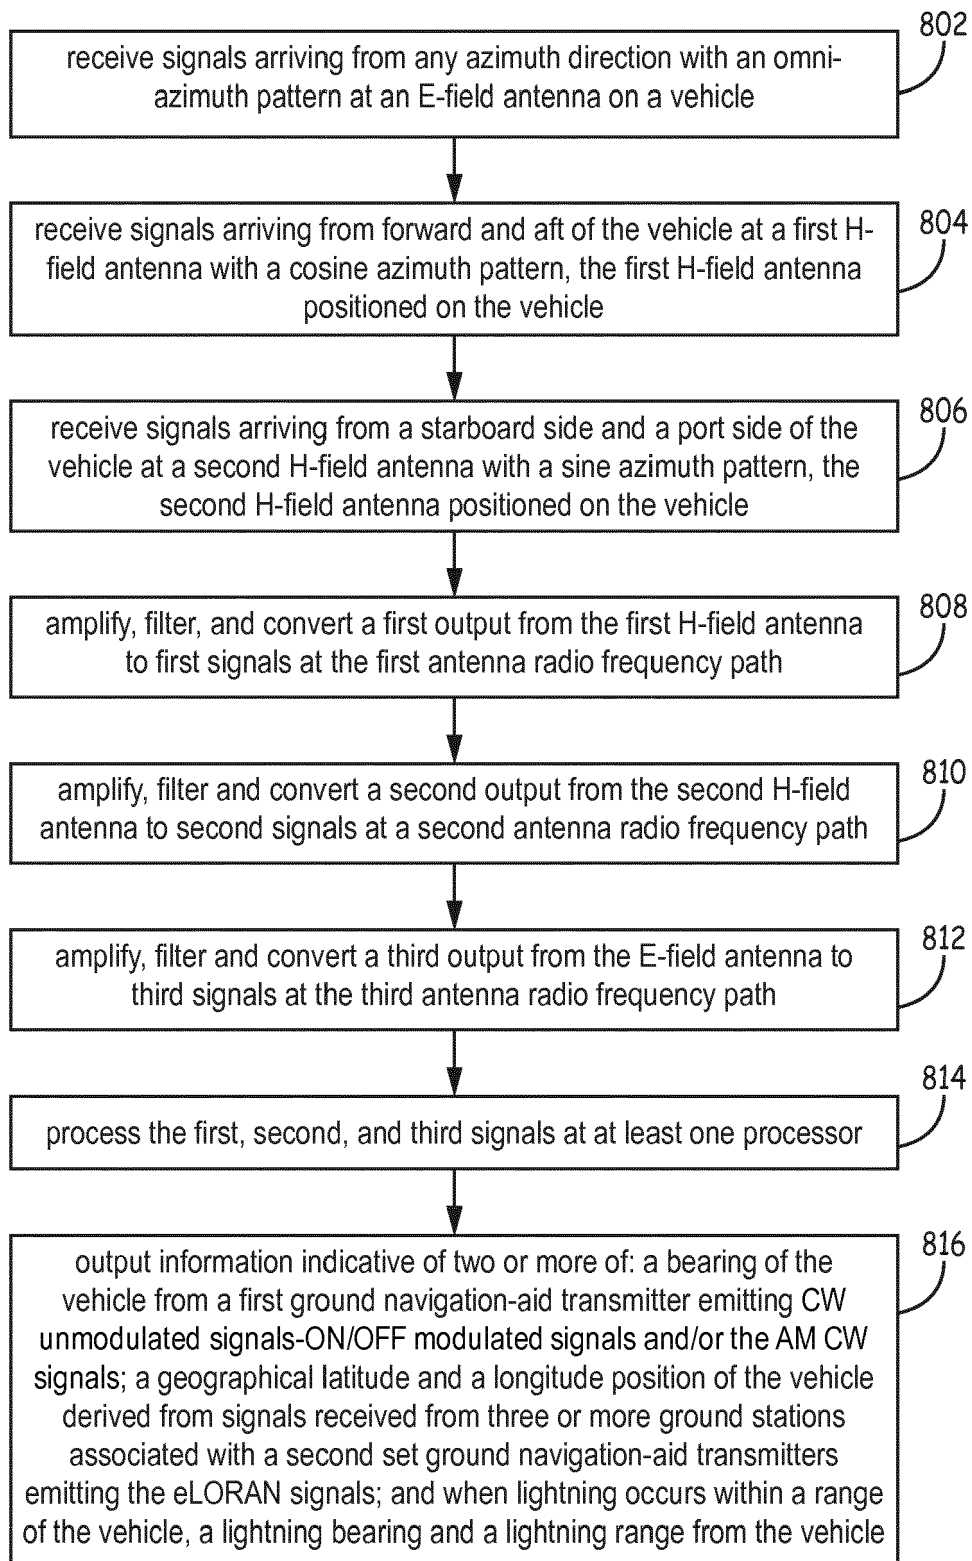 802
receive signals arriving from any azimuth direction with an omni-
azimuth pattern at an E-field antenna on a vehicle
804
receive signals arriving from forward and aft of the vehicle at a first H-
field antenna with a cosine azimuth pattern, the first H-field antenna
positioned on the vehicle
806
receive signals arriving from a starboard side and a port side of the
vehicle at a second H-field antenna with a sine azimuth pattern, the
second H-field antenna positioned on the vehicle
808
amplify, filter, and convert a first output from the first H-field antenna
to first signals at the first antenna radio frequency path
810
amplify, filter and convert a second output from the second H-field
antenna to second signals at a second antenna radio frequency path
812
amplify, filter and convert a third output from the E-field antenna to
third signals at the third antenna radio frequency path
814
process the first, second, and third signals at at least one processor
816
output information indicative of two or more of: a bearing of the
vehicle from a first ground navigation-aid transmitter emitting CW
unmodulated signals-ON/OFF modulated signals and/or the AM CW
signals; a geographical latitude and a longitude position of the vehicle
derived from signals received from three or more ground stations
associated with a second set ground navigation-aid transmitters
emitting the eLORAN signals; and when lightning occurs within a range
of the vehicle, a lightning bearing and a lightning range from the vehicle